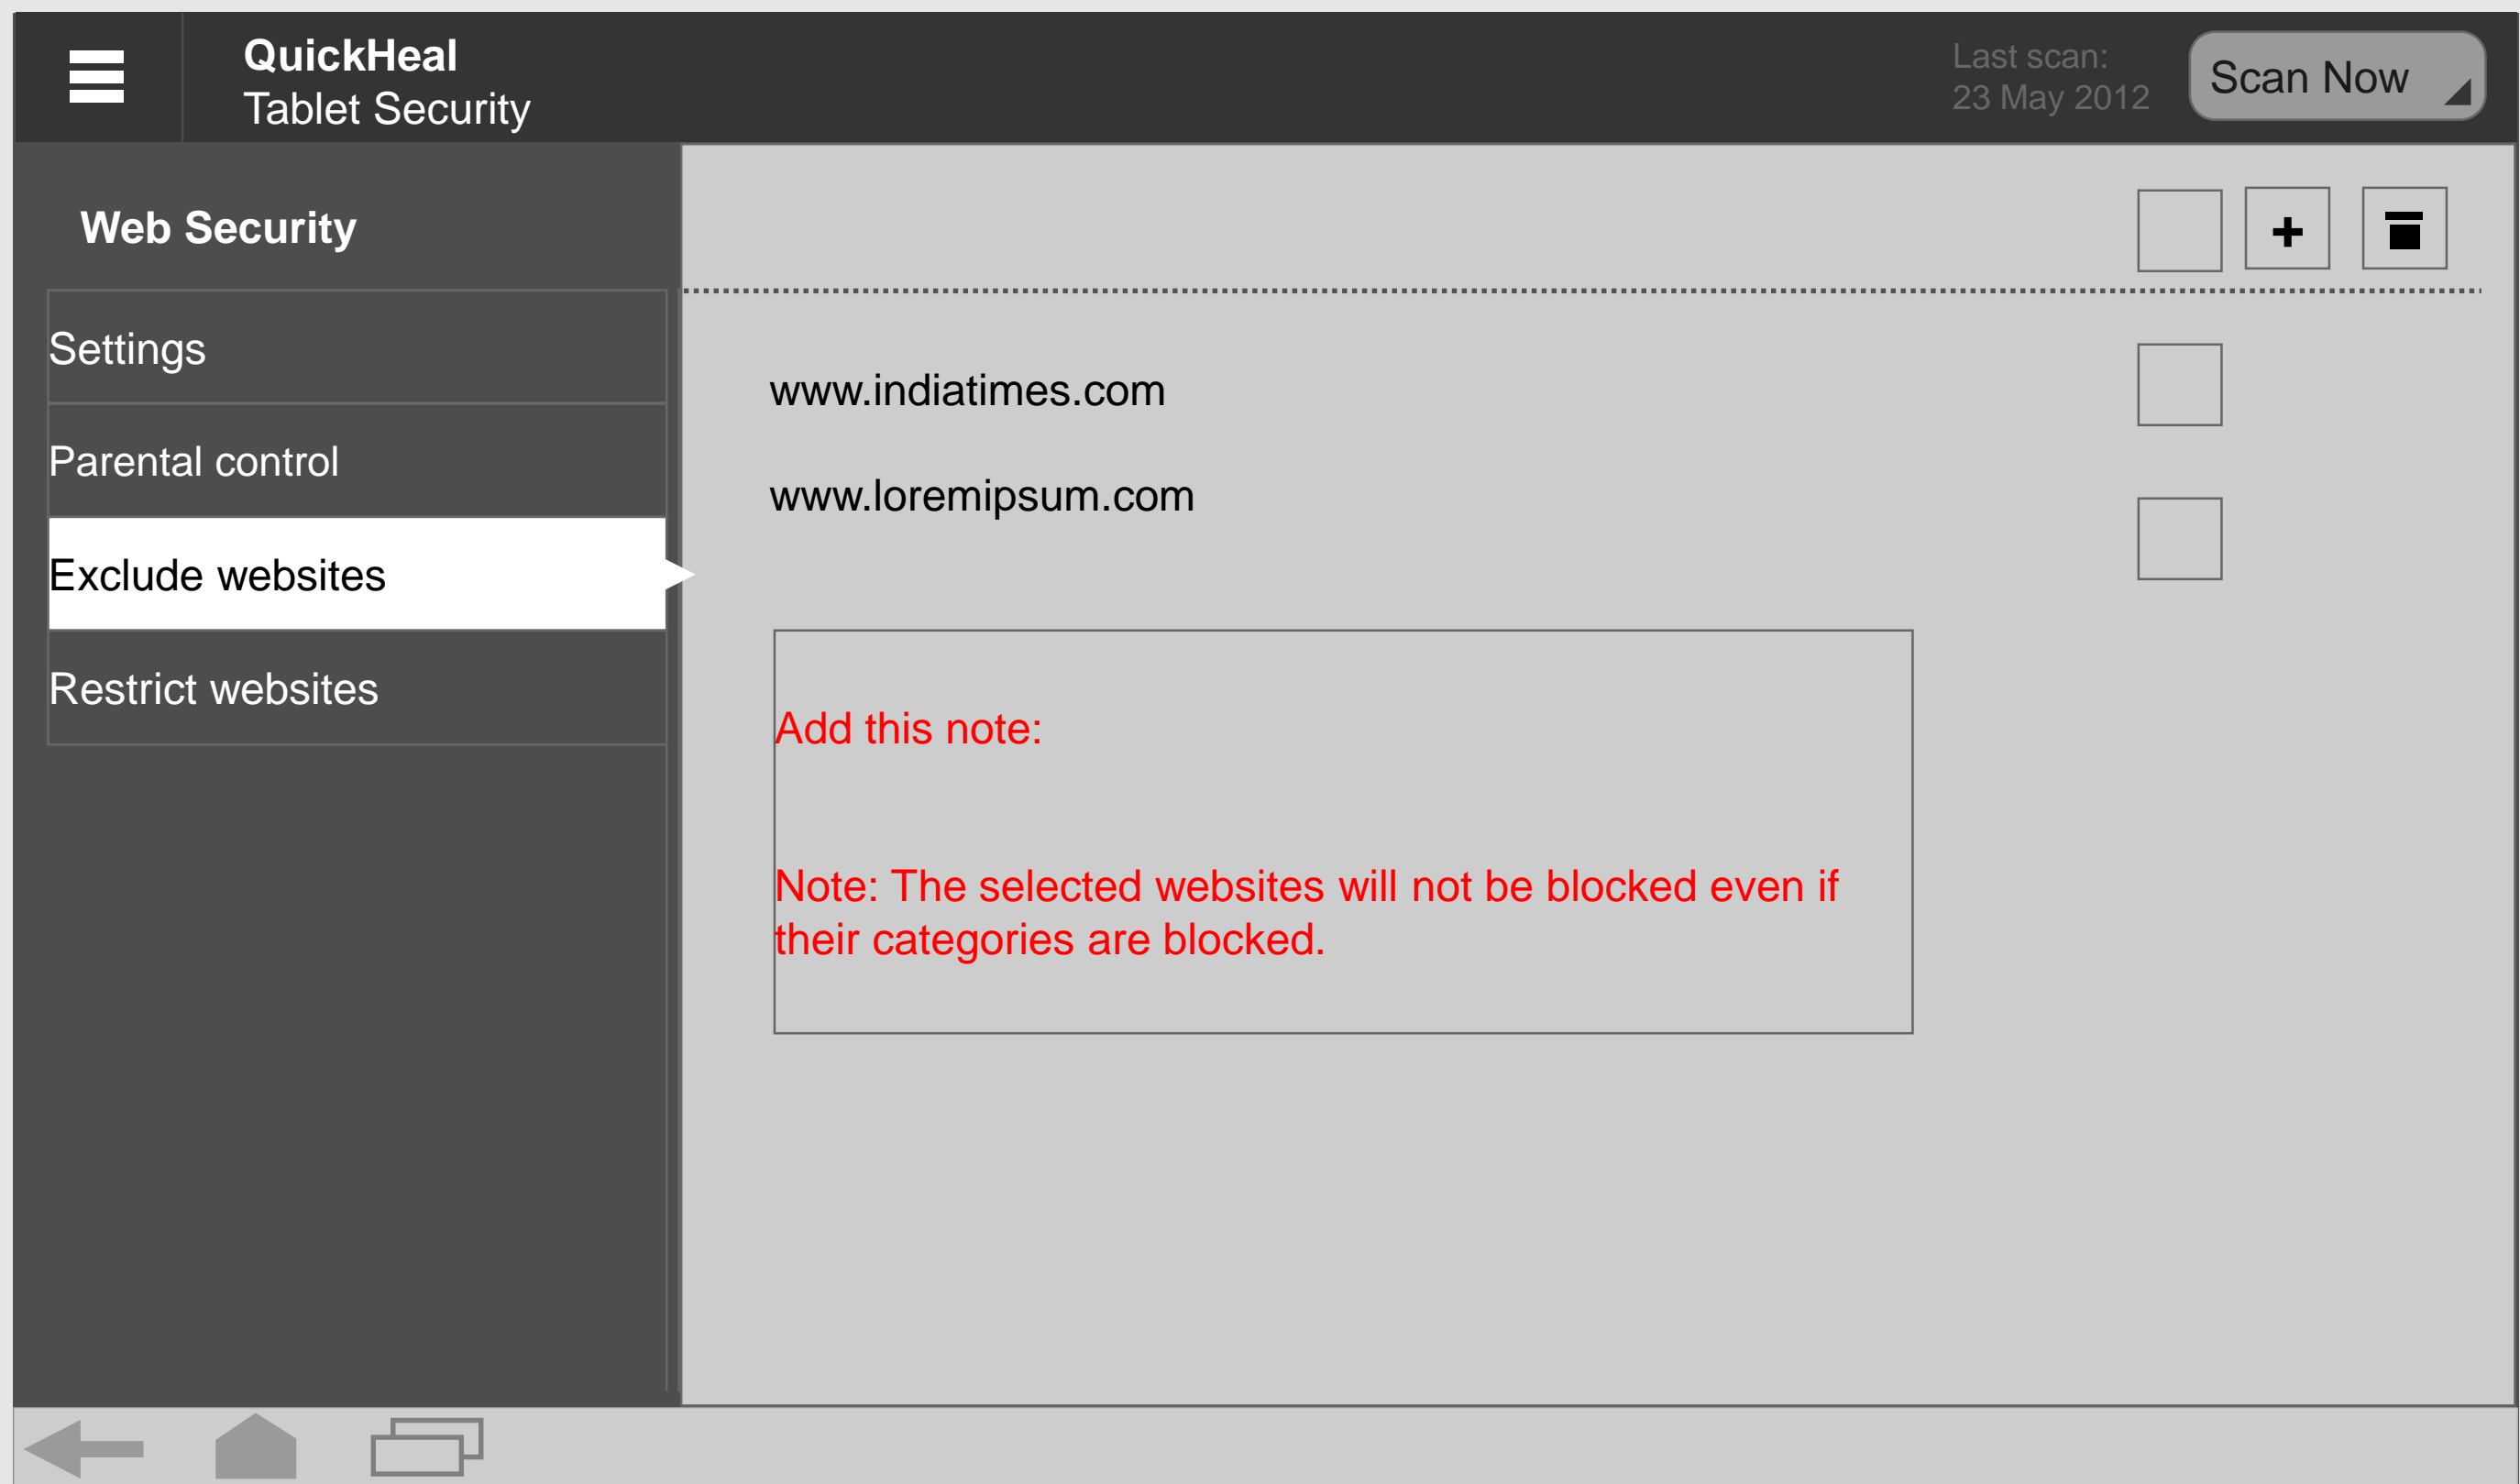 QuickHeal
Tablet Security
Last scan:
23 May 2012
Scan Now
Web Security
Settings
Parental control
Exclude websites
Restrict websites
+
www.indiatimes.com
www.loremipsum.com
Add this note:
Note: The selected websites will not be blocked even if
their categories are blocked.